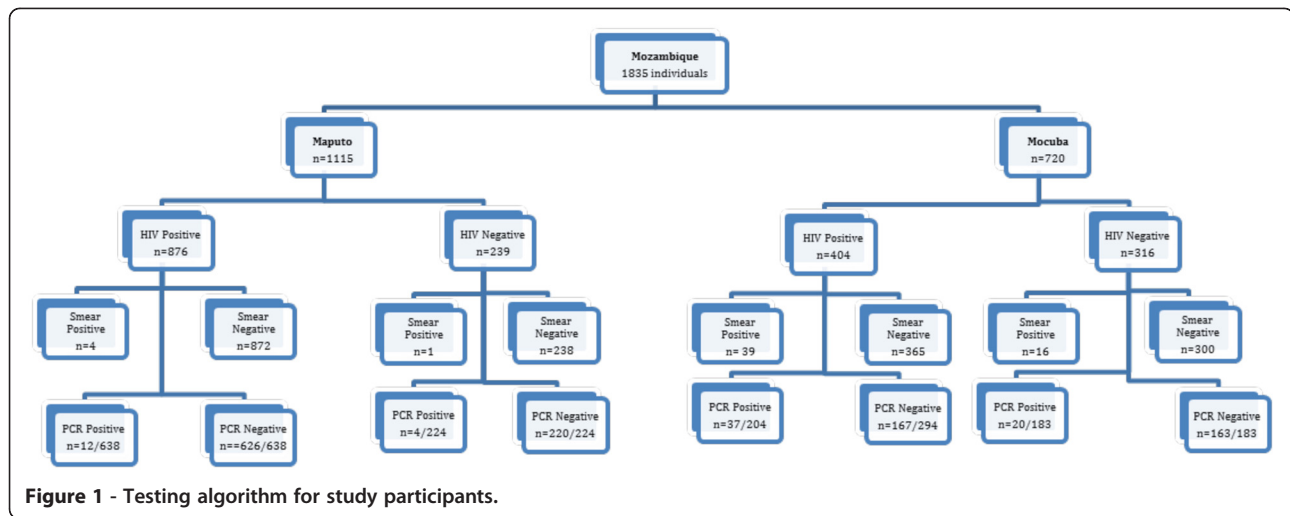 Mozambique
1835 individuals
Maputo
n=1115
Mocuba
n=720
HIV Positive
n=876
HIV Negative
n=239
HIV Positive
n=404
HIV Negative
n=316
Smear
Positive
n=4
Smear
Negative
n=872
Smear
Positive
n=1
Smear
Negative
n=238
Smear
Positive
n= 39
Smear
Negative
n=365
Smear
Positive
n=16
Smear
Negative
n=300
PCR Positive
n=12/638
PCR Negative
n==626/638
PCR Positive
n=4/224
PCR Negative
n=220/224
PCR Positive
n=37/204
PCR Negative
n=167/294
PCR Positive
n=20/183
PCR Negative
n=163/183
Figure 1 - Testing algorithm for study participants.